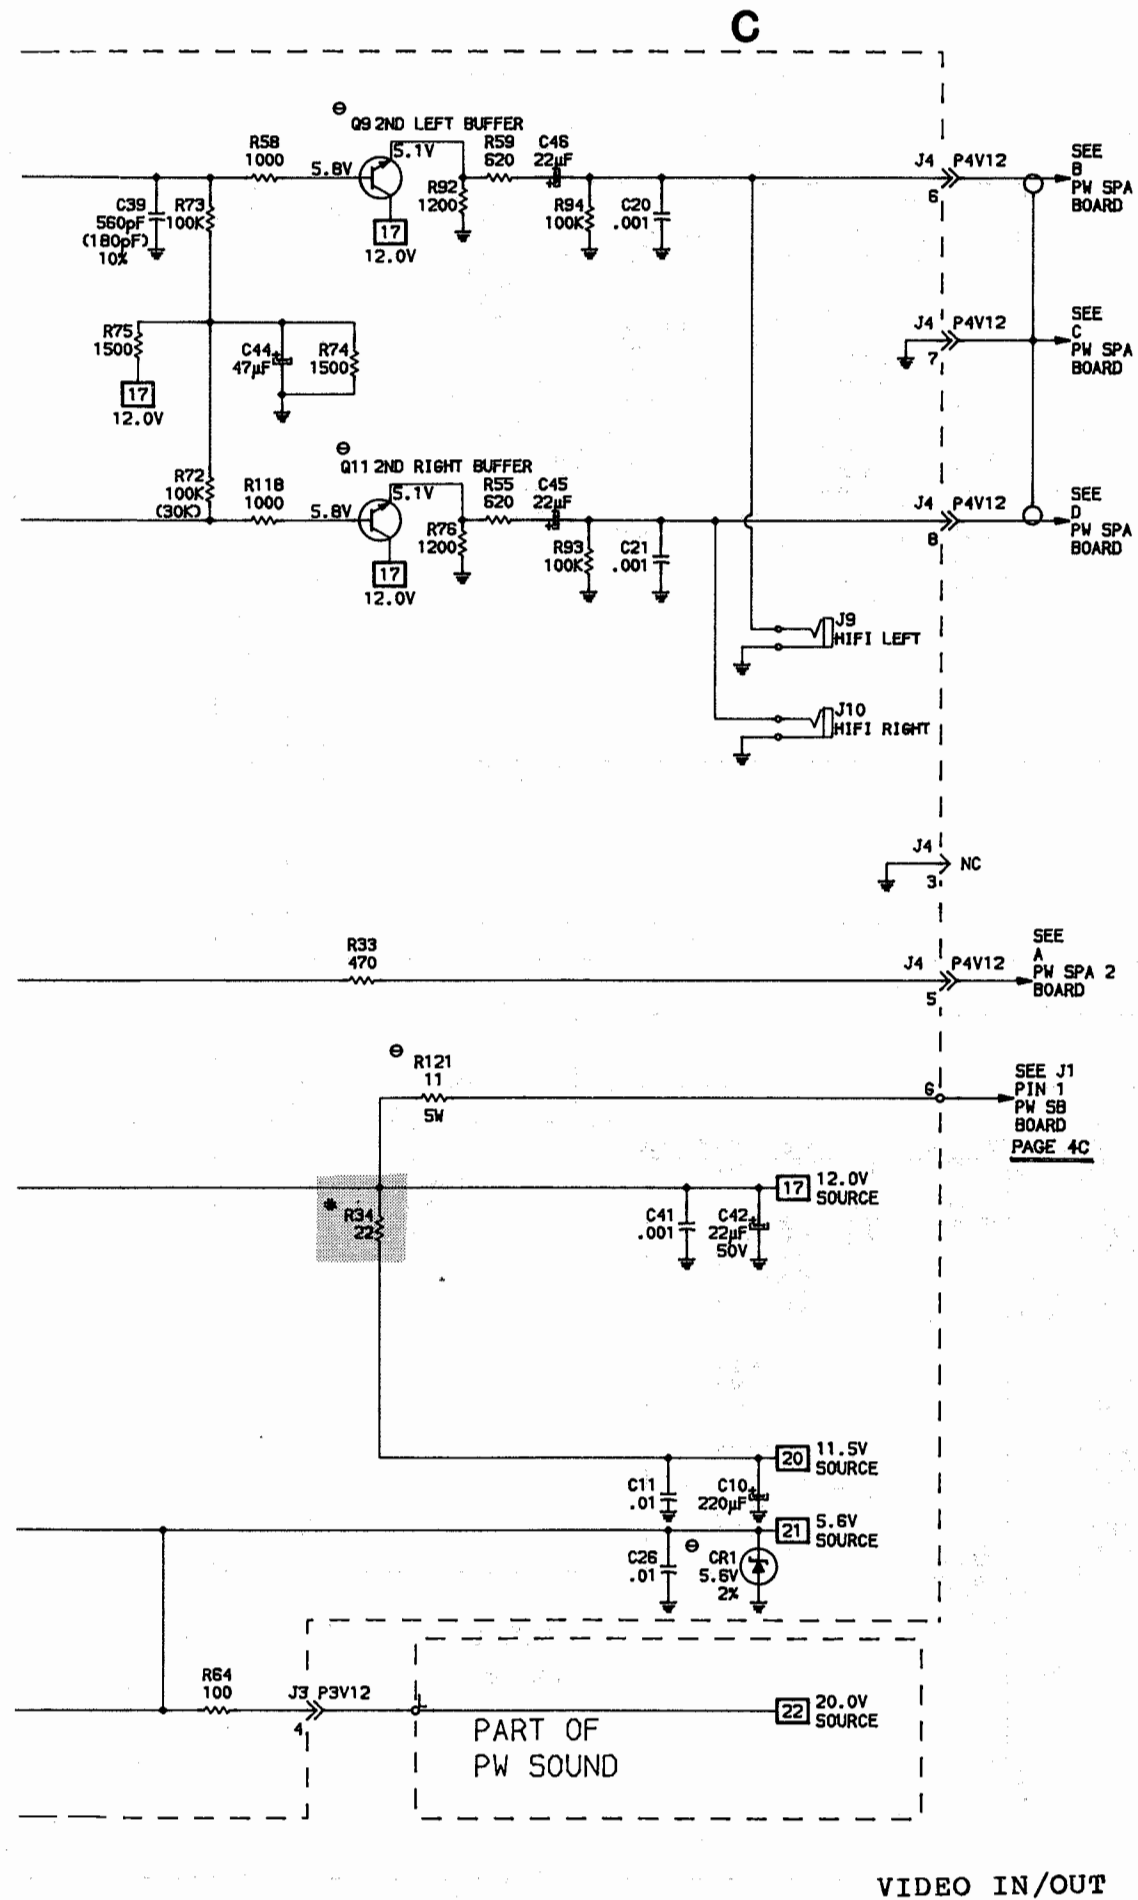 C
Q9 2ND LEFT BUFFER
R58
1000
5.8V
5.1V
R59
620
C46
22µF
+
R92
1200
J4
P4V12
6
SEE
B
PW SPA
BOARD
C39
560pF
(180pF)
10%
R73
100K
17
12.0V
R94
100K
C20
.001
R75
1500
17
12.0V
C44
47µF
+
R74
1500
J4
P4V12
7
SEE
C
PW SPA
BOARD
Q11 2ND RIGHT BUFFER
R72
100K
(30K)
R118
1000
5.8V
5.1V
R55
620
C45
22µF
+
R76
1200
J4
P4V12
8
SEE
D
PW SPA
BOARD
17
12.0V
R93
100K
C21
.001
J9
HIFI LEFT
J10
HIFI RIGHT
J4
NC
3
R33
470
J4
P4V12
5
SEE
A
PW SPA 2
BOARD
R121
11
5W
G
SEE J1
PIN 1
PW SB
BOARD
PAGE 4C
*
R34
22
17
12.0V
SOURCE
C41
.001
C42
22µF
50V
+
20
11.5V
SOURCE
C11
.01
C10
220µF
+
21
5.6V
SOURCE
C26
.01
CR1
5.6V
2%
R64
100
J3
P3V12
4
L
22
20.0V
SOURCE
PART OF
PW SOUND
VIDEO IN/OUT